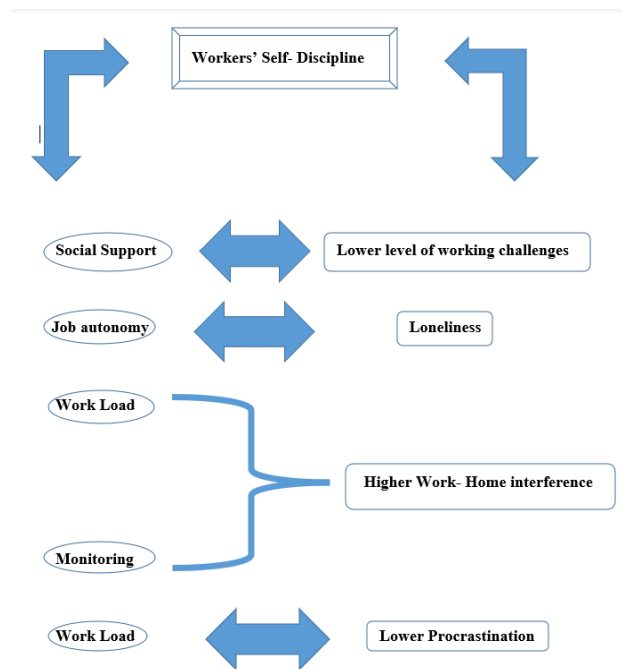 Workers’ Self- Discipline
Social Support
Lower level of working challenges
Job autonomy
Loneliness
Work Load
Higher Work- Home interference
Monitoring
Work Load
Lower Procrastination